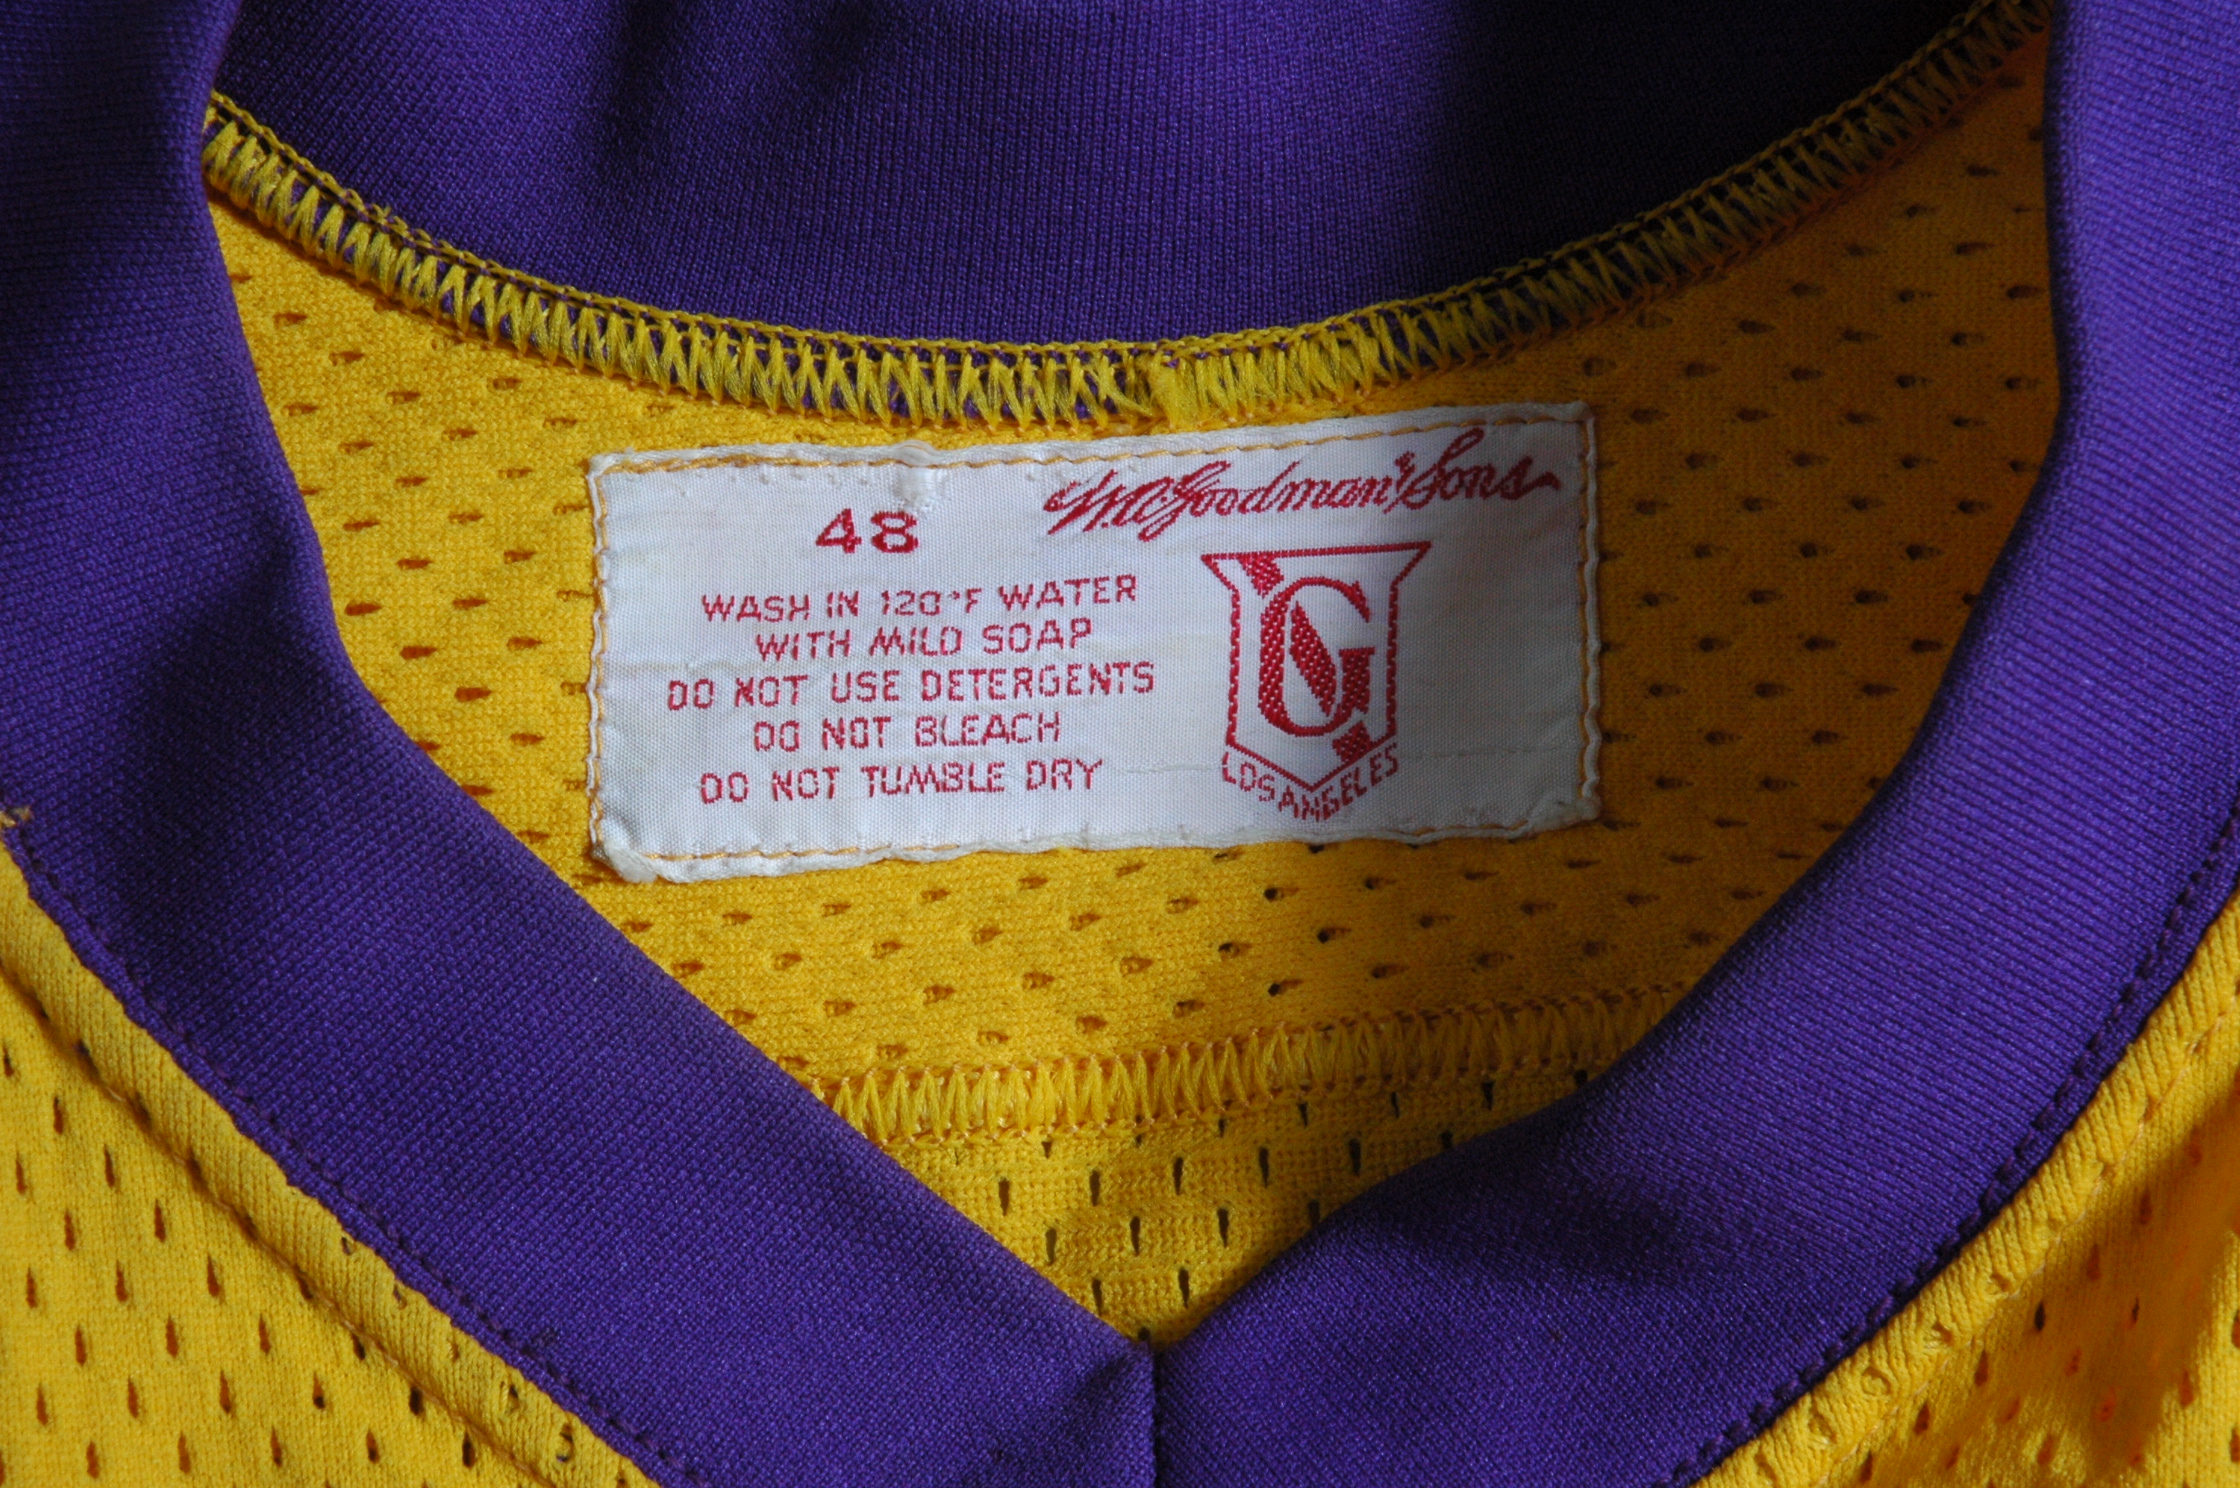 W.A. Goodman & Sons
48
WASH IN 120°F WATER
WITH MILD SOAP
DO NOT USE DETERGENTS
DO NOT BLEACH
DO NOT TUMBLE DRY
G
LOS ANGELES